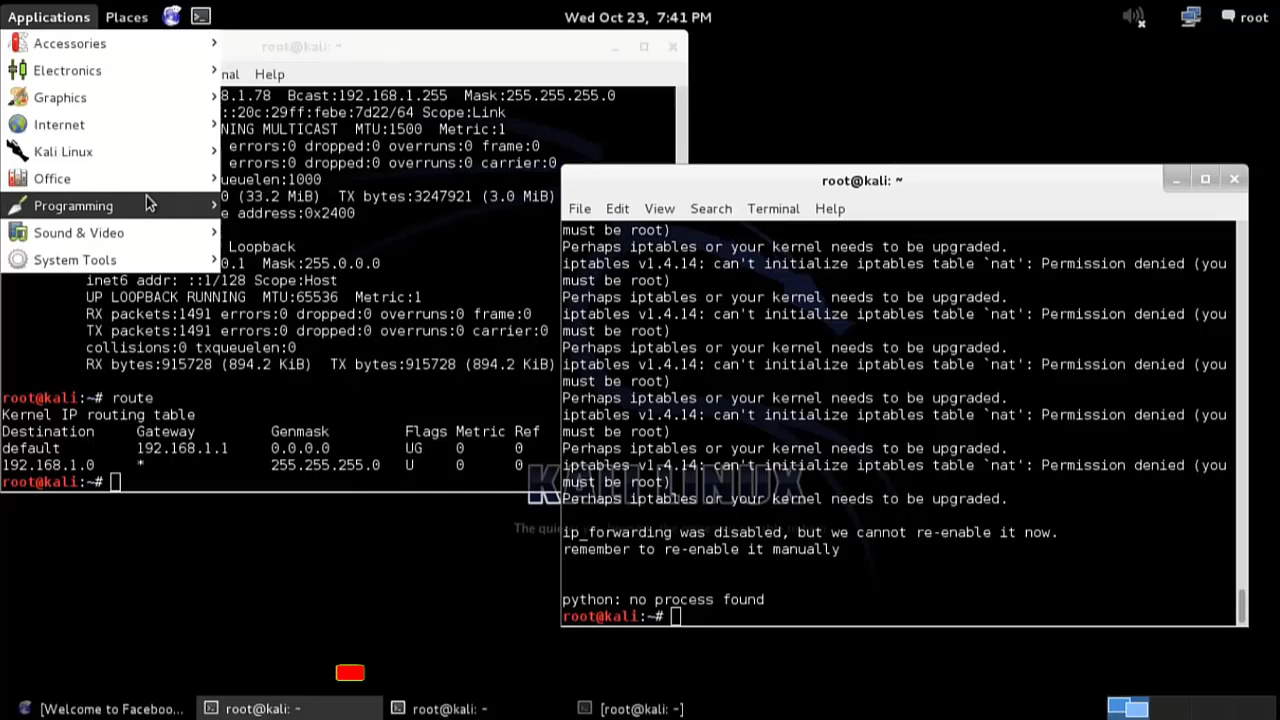 Applications Places Wed Oct 23, 7:41 PM root
Accessories
Electronics
Graphics
Internet
Kali Linux
Office
Programming
Sound & Video
System Tools
root@kali: ~
nal Help
8.1.78 Bcast:192.168.1.255 Mask:255.255.255.0
::20c:29ff:febe:7d22/64 Scope:Link
NING MULTICAST MTU:1500 Metric:1
errors:0 dropped:0 overruns:0 frame:0
errors:0 dropped:0 overruns:0 carrier:0
ueuelen:1000
0 (33.2 MiB) TX bytes:3247921 (3.0 MiB)
e address:0x2400
Loopback
0.1 Mask:255.0.0.0
inet6 addr: ::1/128 Scope:Host
UP LOOPBACK RUNNING MTU:65536 Metric:1
RX packets:1491 errors:0 dropped:0 overruns:0 frame:0
TX packets:1491 errors:0 dropped:0 overruns:0 carrier:0
collisions:0 txqueuelen:0
RX bytes:915728 (894.2 KiB) TX bytes:915728 (894.2 KiB)
root@kali:~# route
Kernel IP routing table
Destination Gateway Genmask Flags Metric Ref
default 192.168.1.1 0.0.0.0 UG 0 0
192.168.1.0 * 255.255.255.0 U 0 0
root@kali:~#
root@kali: ~
File Edit View Search Terminal Help
must be root)
Perhaps iptables or your kernel needs to be upgraded.
iptables v1.4.14: can't initialize iptables table `nat': Permission denied (you
must be root)
Perhaps iptables or your kernel needs to be upgraded.
iptables v1.4.14: can't initialize iptables table `nat': Permission denied (you
must be root)
Perhaps iptables or your kernel needs to be upgraded.
iptables v1.4.14: can't initialize iptables table `nat': Permission denied (you
must be root)
Perhaps iptables or your kernel needs to be upgraded.
iptables v1.4.14: can't initialize iptables table `nat': Permission denied (you
must be root)
Perhaps iptables or your kernel needs to be upgraded.
iptables v1.4.14: can't initialize iptables table `nat': Permission denied (you
must be root)
Perhaps iptables or your kernel needs to be upgraded.
ip_forwarding was disabled, but we cannot re-enable it now.
remember to re-enable it manually
python: no process found
root@kali:~#
KALI LINUX
The quie
[Welcome to Faceboo... root@kali: ~ root@kali: ~ [root@kali: ~]